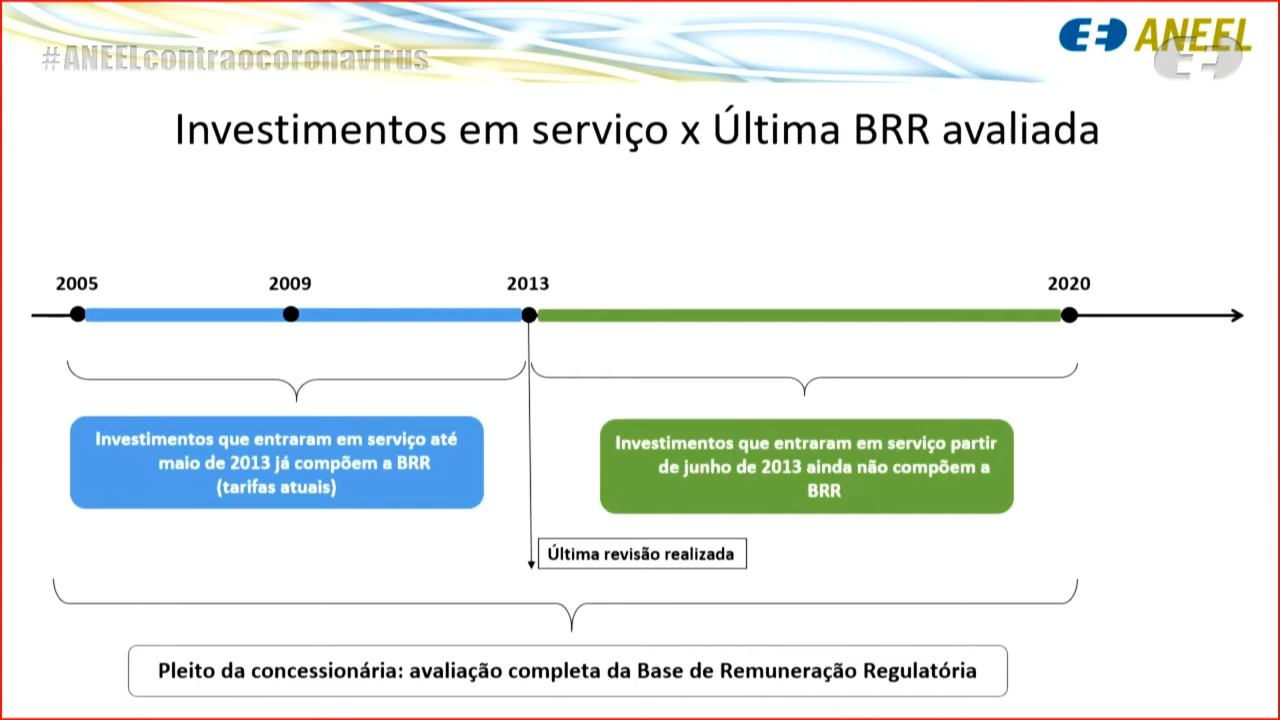 #ANEELcontraocoronavirus
ANEEL
Investimentos em serviço x Última BRR avaliada
2005
2009
2013
2020
Investimentos que entraram em serviço até
maio de 2013 já compõem a BRR
(tarifas atuais)
Investimentos que entraram em serviço partir
de junho de 2013 ainda não compõem a
BRR
Última revisão realizada
Pleito da concessionária: avaliação completa da Base de Remuneração Regulatória